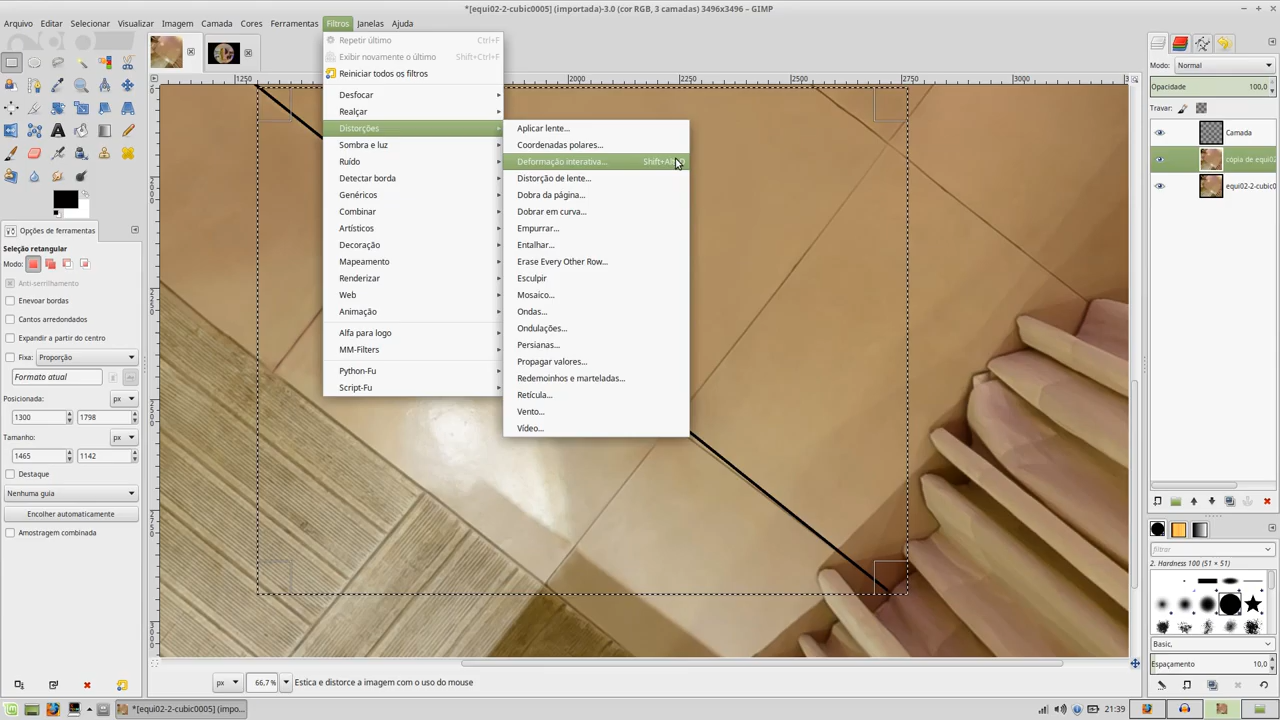 *[equi02-2-cubic0005] (importada)-3.0 (cor RGB, 3 camadas) 3496x3496 – GIMP
Arquivo Editar Selecionar Visualizar Imagem Camada Cores Ferramentas Filtros Janelas Ajuda
Repetir último Ctrl+F
Exibir novamente o último Shift+Ctrl+F
Reiniciar todos os filtros
Desfocar
Realçar
Distorções
Sombra e luz
Ruído
Detectar borda
Genéricos
Combinar
Artísticos
Decoração
Mapeamento
Renderizar
Web
Animação
Alfa para logo
MM-Filters
Python-Fu
Script-Fu
Aplicar lente...
Coordenadas polares...
Deformação interativa... Shift+Alt
Distorção de lente...
Dobra da página...
Dobrar em curva...
Empurrar...
Entalhar...
Erase Every Other Row...
Esculpir
Mosaico...
Ondas...
Ondulações...
Persianas...
Propagar valores...
Redemoinhos e marteladas...
Retícula...
Vento...
Vídeo...
1250 2000 2250 2500 2750 3000
Opções de ferramentas
Seleção retangular
Modo:
Anti-serrilhamento
Enevoar bordas
Cantos arredondados
Expandir a partir do centro
Fixa: Proporção
Formato atual
Posicionada: px
1300 1798
Tamanho: px
1465 1142
Destaque
Nenhuma guia
Encolher automaticamente
Amostragem combinada
Modo: Normal
Opacidade 100,0
Travar:
Camada
cópia de equi02
equi02-2-cubic0
filtrar
2. Hardness 100 (51 × 51)
Basic,
Espaçamento 10,0
px 66,7% Estica e distorce a imagem com o uso do mouse
*[equi02-2-cubic0005] (impo...
21:39